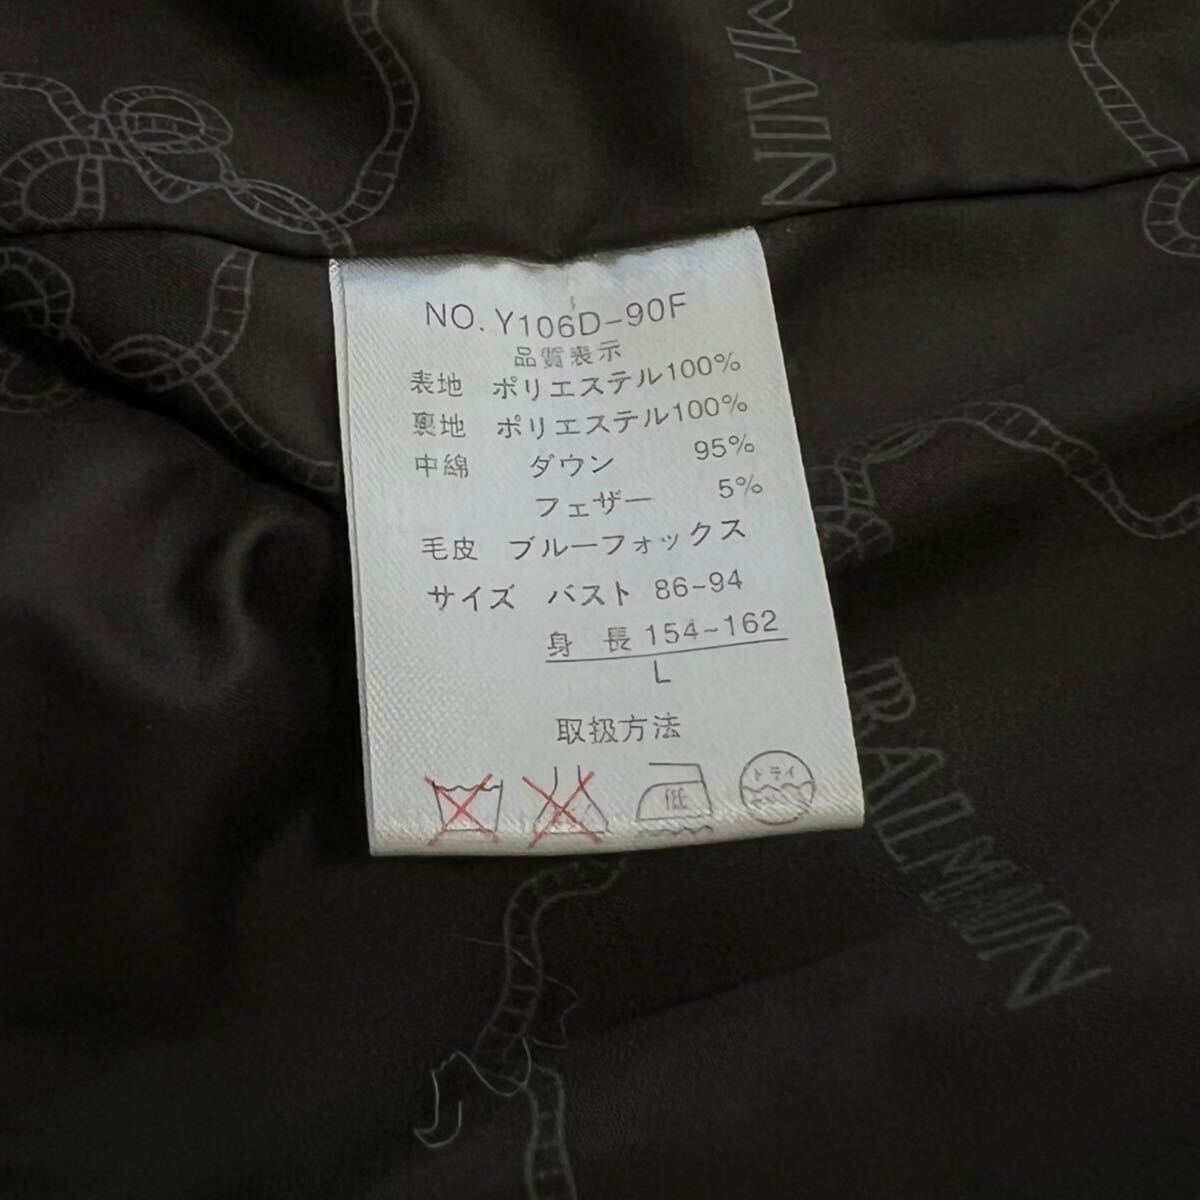 MAIN
NO. Y106D-90F
品質表示
表地 ポリエステル100%
裏地 ポリエステル100%
中綿 ダウン 95%
フェザー 5%
毛皮 ブルーフォックス
サイズ バスト 86~94
身長 154~162
L
取扱方法
低
ドライ
BALMAIN